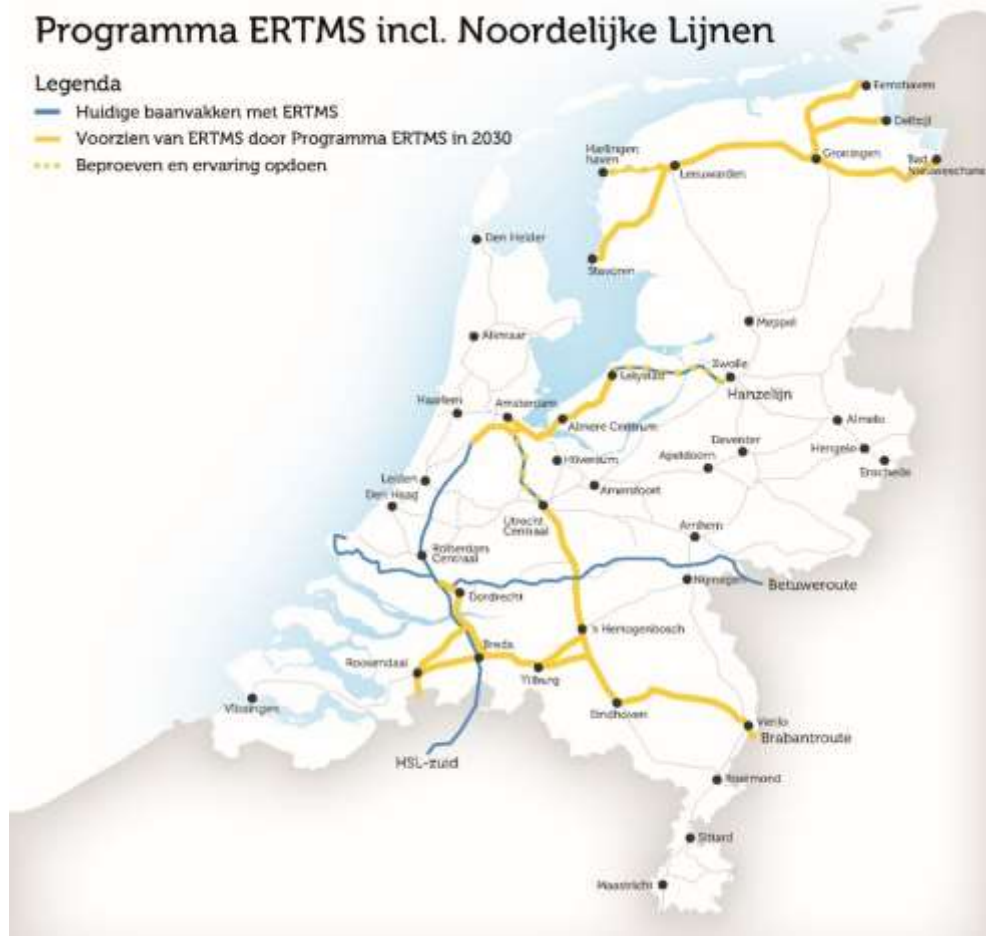 Programma ERTMS incl. Noordelijke Lijnen
Legenda
Huidige baanvakken met ERTMS
Voorzien van ERTMS door Programma ERTMS in 2030
Beproeven en ervaring opdoen
Eemshaven
Delfzijl
Harlingen
haven
Groningen
Bad
Nieuweschans
Leeuwarden
Den Helder
Stavoren
Meppel
Alkmaar
Lelystad
Zwolle
Hanzelijn
Haarlem
Amsterdam
Almere Centrum
Almelo
Deventer
Hengelo
Hilversum
Apeldoorn
Enschede
Leiden
Amersfoort
Den Haag
Utrecht
Centraal
Arnhem
Rotterdam
Centraal
Nijmegen
Betuweroute
Dordrecht
's Hertogenbosch
Breda
Roosendaal
Tilburg
Vlissingen
Eindhoven
Venlo
Brabantroute
HSL-zuid
Roermond
Sittard
Maastricht